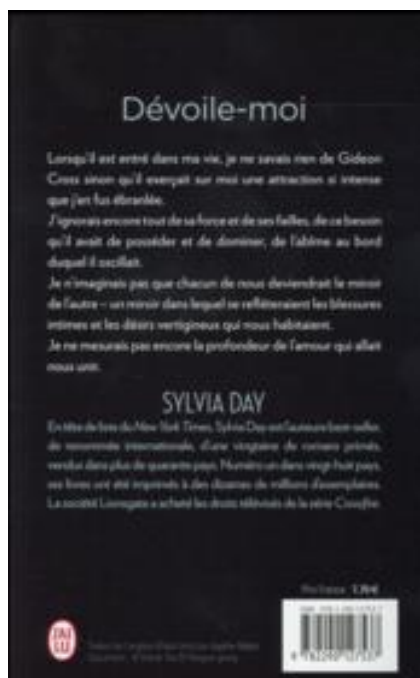 Dévoile-moi
Lorsqu'il est entré dans ma vie, je ne savais rien de Gideon
Cross sinon qu'il exerçait sur moi une attraction si intense
que j'en fus ébranlée.
J'ignorais encore tout de sa force et de ses failles, de ce besoin
qu'il avait de posséder et de dominer, de l'abîme au bord
duquel il oscillait.
Je n'imaginais pas que chacun de nous deviendrait le miroir
de l'autre – un miroir dans lequel se reflèteraient les blessures
intimes et les désirs vertigineux qui nous habitaient.
Je ne mesurais pas encore la profondeur de l'amour qui allait
nous unir.
SYLVIA DAY
En tête de liste du New York Times, Sylvia Day est l'auteure best-seller,
de renommée internationale, d'une vingtaine de romans primés,
vendus dans plus de quarante pays. Numéro un dans vingt-huit pays,
ses livres ont été imprimés à des dizaines de millions d'exemplaires.
La société Lionsgate a acheté les droits télévisés de la série Crossfire.
Prix France
J'AI
LU